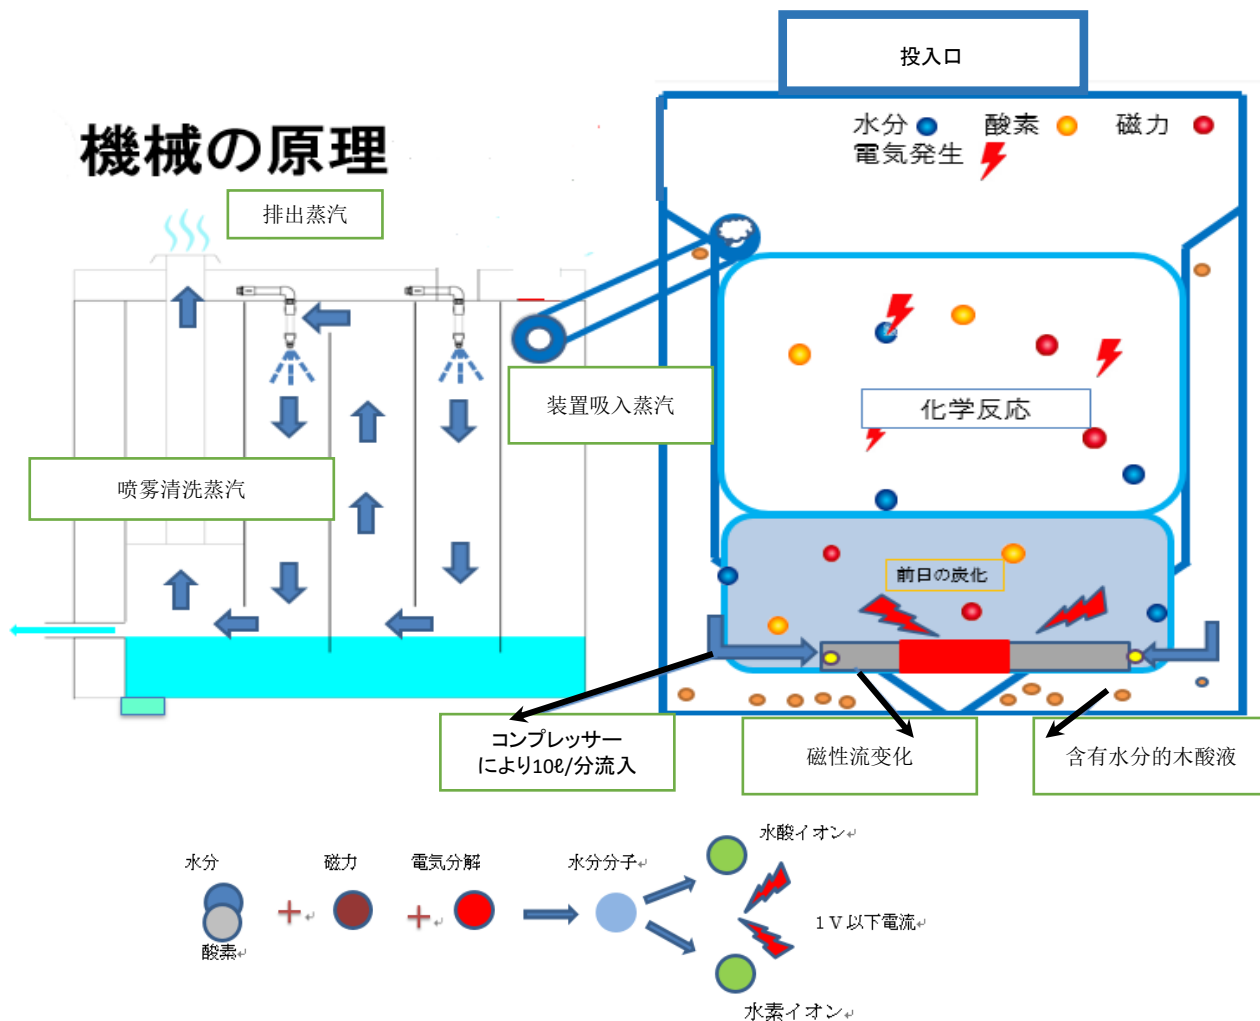 投入口
水分 酸素 磁力
電気発生
機械の原理
排出蒸汽
装置吸入蒸汽
化学反応
喷雾清洗蒸汽
前日の炭化
コンプレッサー
により10ℓ/分流入
磁性流变化
含有水分的木酸液
水酸イオン
水分 磁力 電気分解 水分分子
1V以下電流
酸素
水素イオン